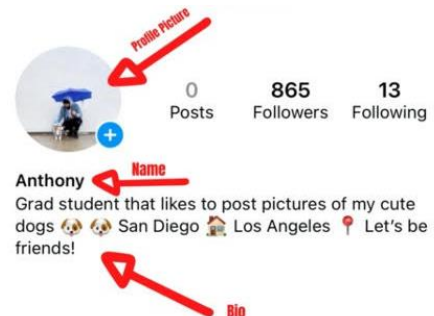 Profile Picture
0 865 13
Posts Followers Following
Anthony Name
Grad student that likes to post pictures of my cute
dogs 🐶 🐶 San Diego 🏠 Los Angeles 📍 Let's be
friends!
Bio